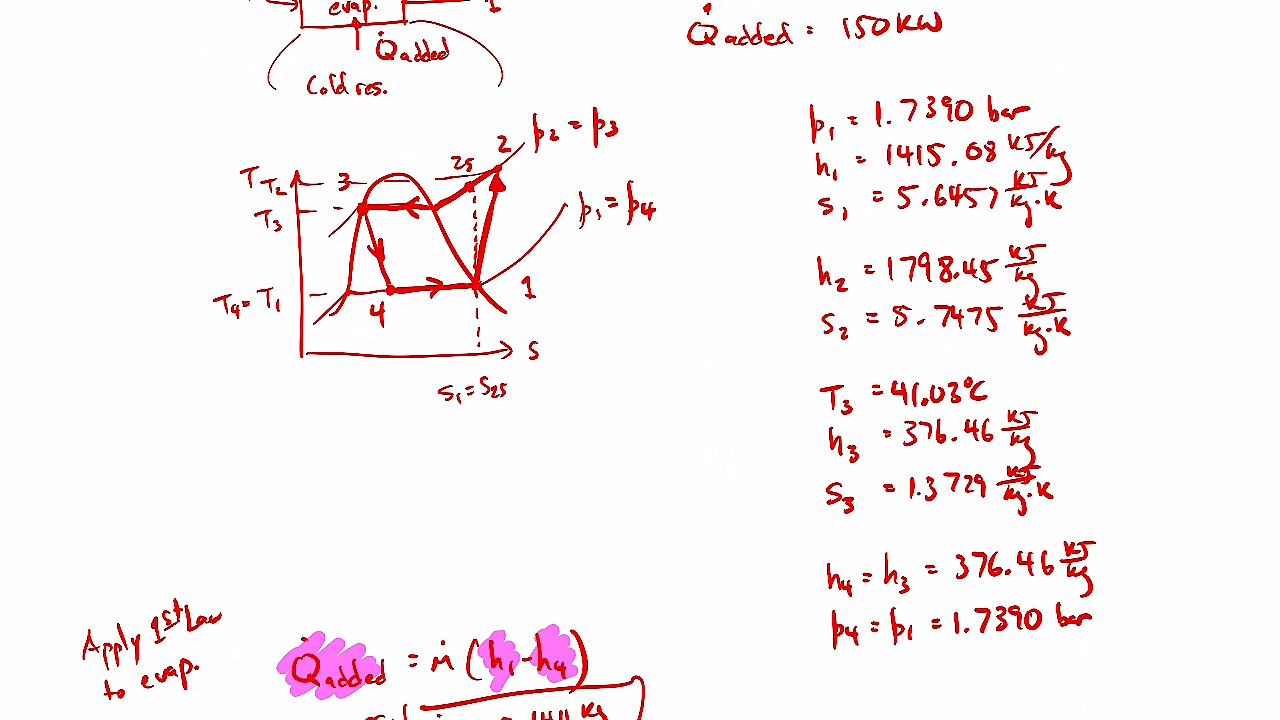 evap.
1
Q̇added
Cold res.
Q̇added = 150 kW
T
T2
T3
T4 = T1
3
2s
2
p2 = p3
p1 = p4
1
4
s
s1 = s2s
p1 = 1.7390 bar
h1 = 1415.08 kJ/kg
s1 = 5.6457 kJ/kg·K
h2 = 1798.45 kJ/kg
s2 = 5.7475 kJ/kg·K
T3 = 41.03°C
h3 = 376.46 kJ/kg
s3 = 1.3729 kJ/kg·K
h4 = h3 = 376.46 kJ/kg
p4 = p1 = 1.7390 bar
Apply 1st Law
to evap.
Q̇added = ṁ (h1 - h4)